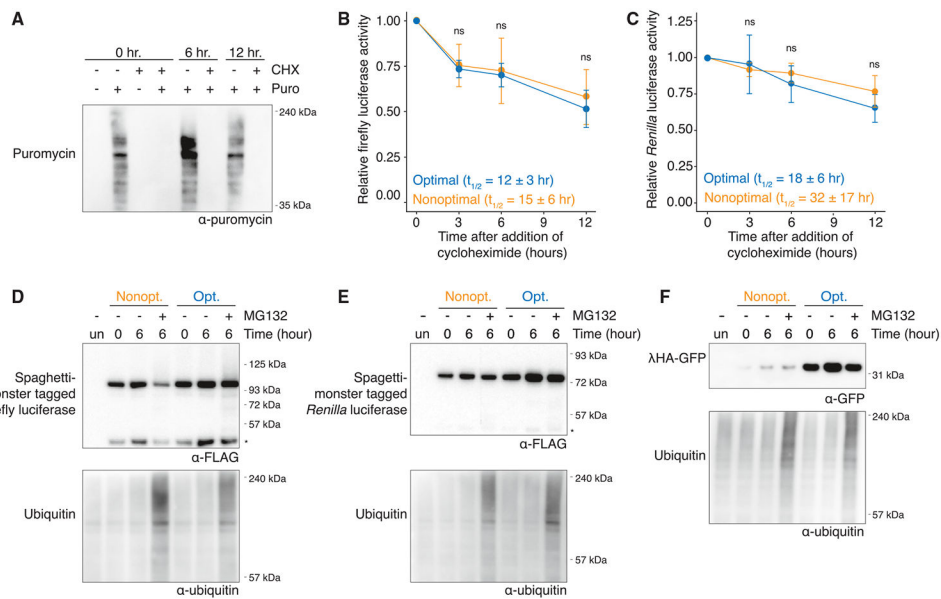 A
0 hr. 6 hr. 12 hr.
- - + + - + - + CHX
- + - + + + + + Puro
- 240 kDa
Puromycin
- 35 kDa
α-puromycin
B
Relative firefly luciferase activity
1.00
0.75
0.50
0.25
0.00
ns
ns
ns
Optimal (t1/2 = 12 ± 3 hr)
Nonoptimal (t1/2 = 15 ± 6 hr)
0 3 6 12
Time after addition of
cycloheximide (hours)
C
Relative Renilla luciferase activity
1.25
1.00
0.75
0.50
0.25
0.00
ns
ns
ns
Optimal (t1/2 = 18 ± 6 hr)
Nonoptimal (t1/2 = 32 ± 17 hr)
0 3 6 12
Time after addition of
cycloheximide (hours)
D
Nonopt. Opt.
- - - + - - + MG132
un 0 6 6 0 6 6 Time (hour)
- 125 kDa
- 93 kDa
- 72 kDa
- 57 kDa
Spaghetti-
onster tagged
efly luciferase
*
α-FLAG
- 240 kDa
Ubiquitin
- 57 kDa
α-ubiquitin
E
Nonopt. Opt.
- - - + - - + MG132
un 0 6 6 0 6 6 Time (hour)
- 93 kDa
- 72 kDa
- 57 kDa
Spagetti-
monster tagged
Renilla luciferase
*
α-FLAG
- 240 kDa
Ubiquitin
- 57 kDa
α-ubiquitin
F
Nonopt. Opt.
- - - + - - + MG132
un 0 6 6 0 6 6 Time (hour)
λHA-GFP
- 31 kDa
α-GFP
- 240 kDa
Ubiquitin
- 57 kDa
α-ubiquitin